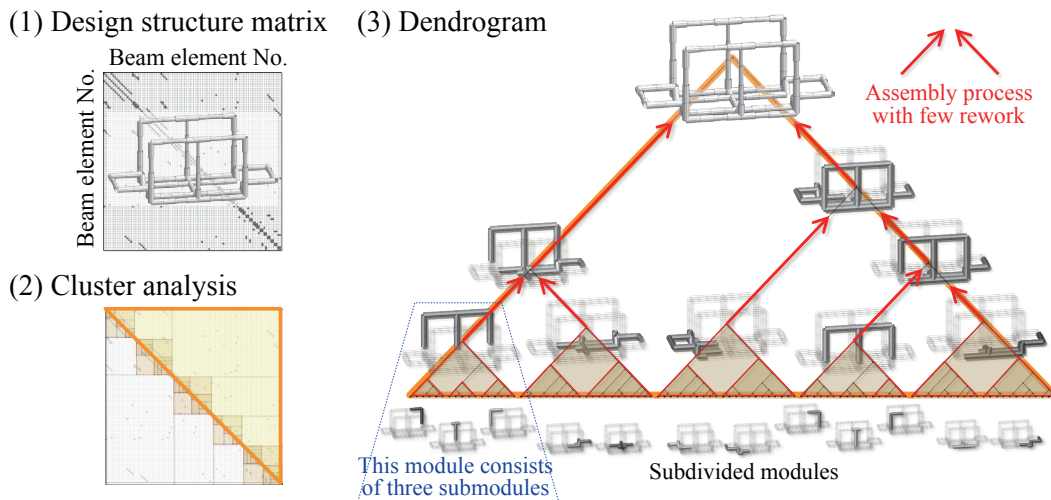 (1) Design structure matrix
Beam element No.
Beam element No.
(2) Cluster analysis
(3) Dendrogram
Assembly process
with few rework
This module consists
of three submodules
Subdivided modules